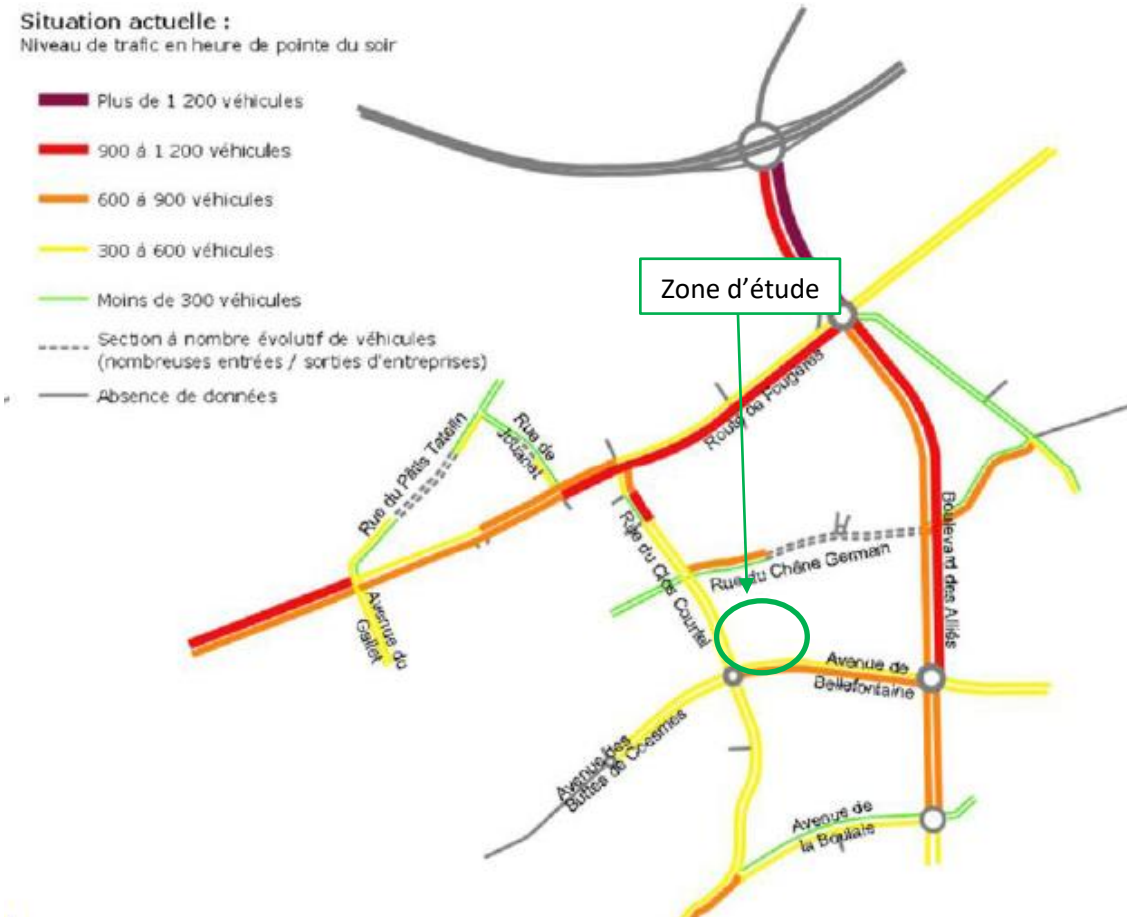 Situation actuelle :
Niveau de trafic en heure de pointe du soir
Plus de 1 200 véhicules
900 à 1 200 véhicules
600 à 900 véhicules
300 à 600 véhicules
Moins de 300 véhicules
Section à nombre évolutif de véhicules
(nombreuses entrées / sorties d'entreprises)
Absence de données
Zone d'étude
Route de Fougères
Rue de
Jouanet
Rue du Pâtis Tatelin
Avenue du
Gallet
Rue du Clos Courtel
Rue du Chêne Germain
Boulevard des Alliés
Avenue de
Bellefontaine
Avenue des
Buttes de Coesmes
Avenue de
la Boulais